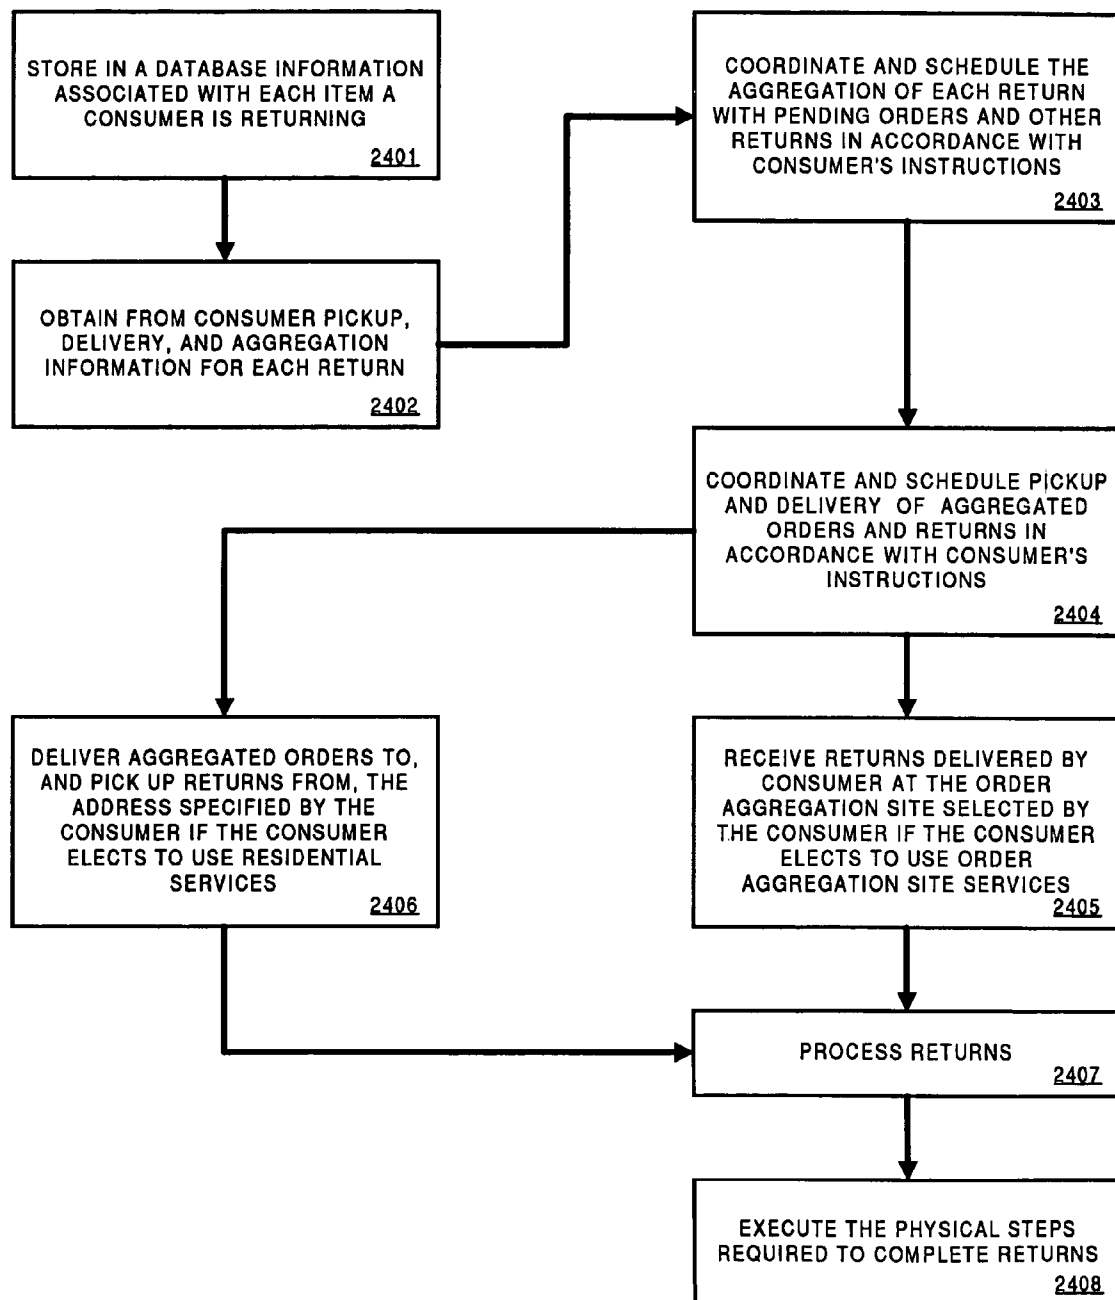 STORE IN A DATABASE INFORMATION
ASSOCIATED WITH EACH ITEM A
CONSUMER IS RETURNING
2401
OBTAIN FROM CONSUMER PICKUP,
DELIVERY, AND AGGREGATION
INFORMATION FOR EACH RETURN
2402
COORDINATE AND SCHEDULE THE
AGGREGATION OF EACH RETURN
WITH PENDING ORDERS AND OTHER
RETURNS IN ACCORDANCE WITH
CONSUMER'S INSTRUCTIONS
2403
COORDINATE AND SCHEDULE PICKUP
AND DELIVERY OF AGGREGATED
ORDERS AND RETURNS IN
ACCORDANCE WITH CONSUMER'S
INSTRUCTIONS
2404
RECEIVE RETURNS DELIVERED BY
CONSUMER AT THE ORDER
AGGREGATION SITE SELECTED BY
THE CONSUMER IF THE CONSUMER
ELECTS TO USE ORDER
AGGREGATION SITE SERVICES
2405
DELIVER AGGREGATED ORDERS TO,
AND PICK UP RETURNS FROM, THE
ADDRESS SPECIFIED BY THE
CONSUMER IF THE CONSUMER
ELECTS TO USE RESIDENTIAL
SERVICES
2406
PROCESS RETURNS
2407
EXECUTE THE PHYSICAL STEPS
REQUIRED TO COMPLETE RETURNS
2408